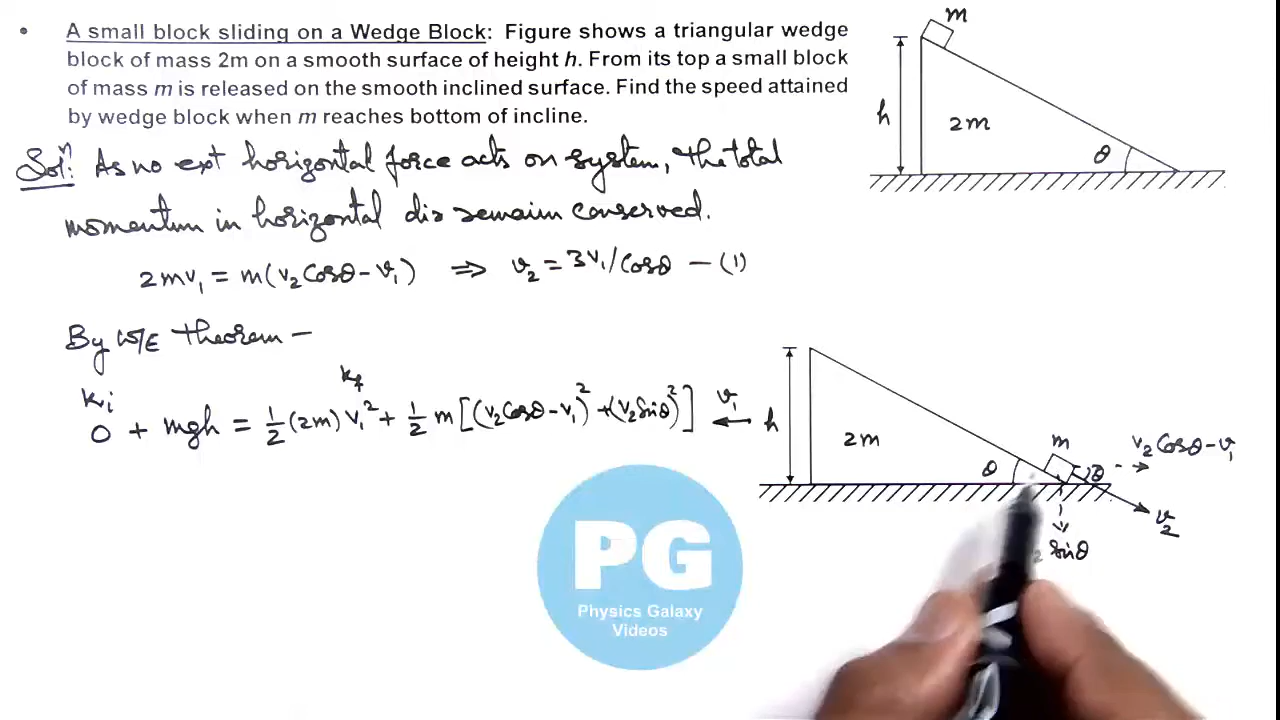 • A small block sliding on a Wedge Block: Figure shows a triangular wedge
block of mass 2m on a smooth surface of height h. From its top a small block
of mass m is released on the smooth inclined surface. Find the speed attained
by wedge block when m reaches bottom of incline.
m
h
2m
θ
Solⁿ: As no ext horizontal force acts on system, the total
momentum in horizontal dir remain conserved.
2mv₁ = m(v₂cosθ-v₁) ⇒ v₂ = 3v₁/cosθ — (1)
By W/E theorem —
kᵢ kf
0 + mgh = ½(2m)v₁² + ½m[(v₂cosθ-v₁)² + (v₂sinθ)²]
v₁
h
2m
θ
m
θ
v₂cosθ-v₁
v₂
sinθ
PG
Physics Galaxy
Videos